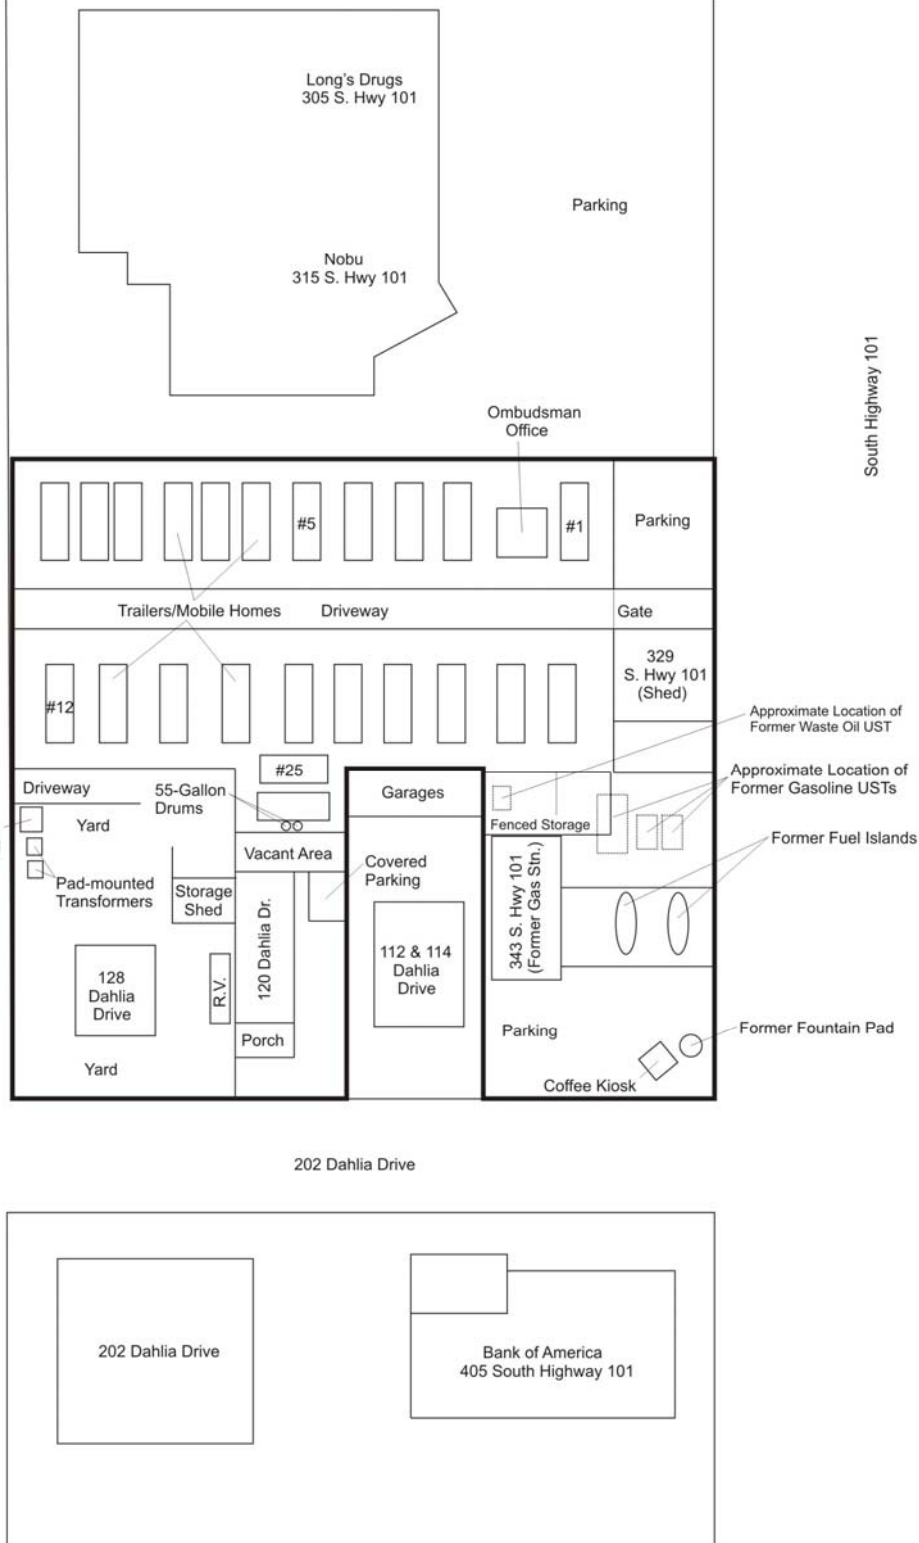 Long's Drugs
305 S. Hwy 101
Parking
Nobu
315 S. Hwy 101
South Highway 101
Ombudsman
Office
#5
#1
Parking
Trailers/Mobile Homes
Driveway
Gate
#12
329
S. Hwy 101
(Shed)
Approximate Location of
Former Waste Oil UST
#25
Approximate Location of
Former Gasoline USTs
Driveway
55-Gallon
Drums
Garages
Yard
Fenced Storage
Former Fuel Islands
Vacant Area
Covered
Parking
Pad-mounted
Transformers
Storage
Shed
120 Dahlia Dr.
343 S. Hwy 101
(Former Gas Stn.)
112 & 114
Dahlia
Drive
128
Dahlia
Drive
R.V.
Porch
Parking
Former Fountain Pad
Yard
Coffee Kiosk
202 Dahlia Drive
202 Dahlia Drive
Bank of America
405 South Highway 101